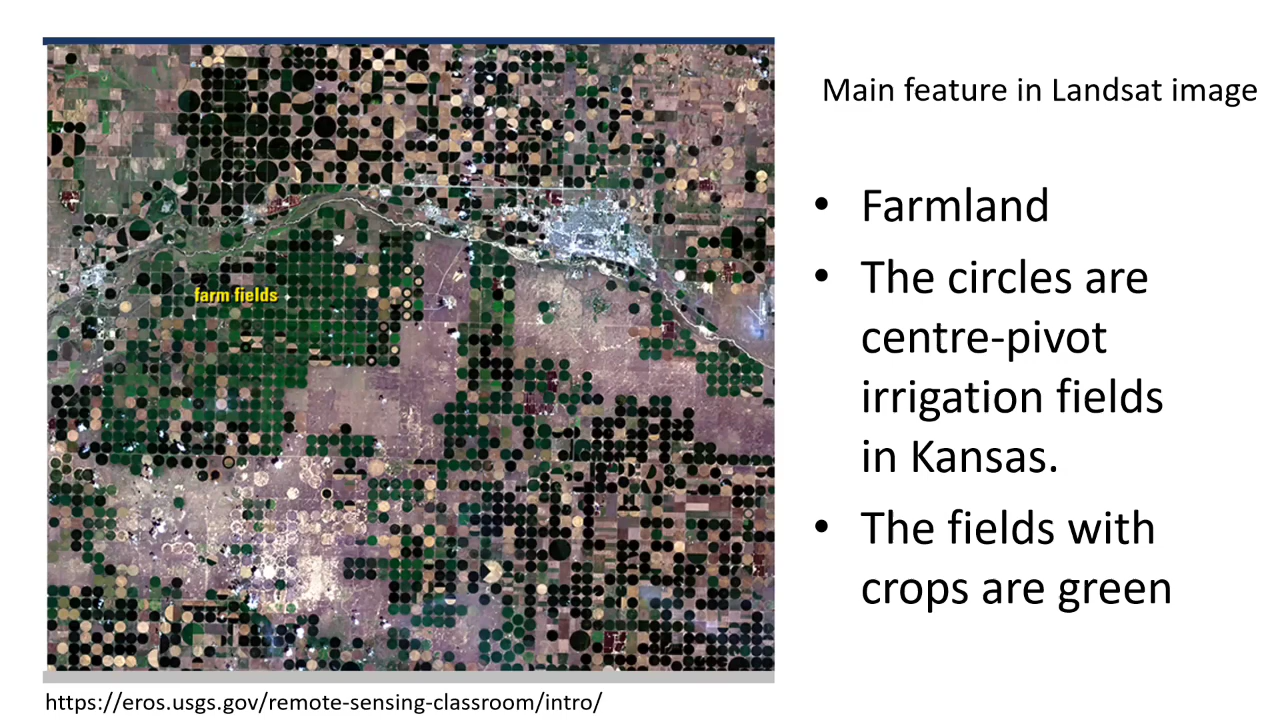 Main feature in Landsat image
• Farmland
• The circles are
centre-pivot
irrigation fields
in Kansas.
• The fields with
crops are green
farm fields
https://eros.usgs.gov/remote-sensing-classroom/intro/